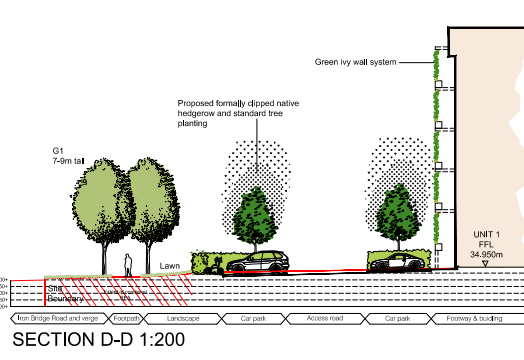 Green ivy wall system
Proposed formally clipped native
hedgerow and standard tree
planting
G1
7-9m tall
UNIT 1
FFL
34.950m
Lawn
Site
Boundary
Iron Bridge Road and verge
Footpath
Landscape
Car park
Access road
Car park
Footway & building
SECTION D-D 1:200